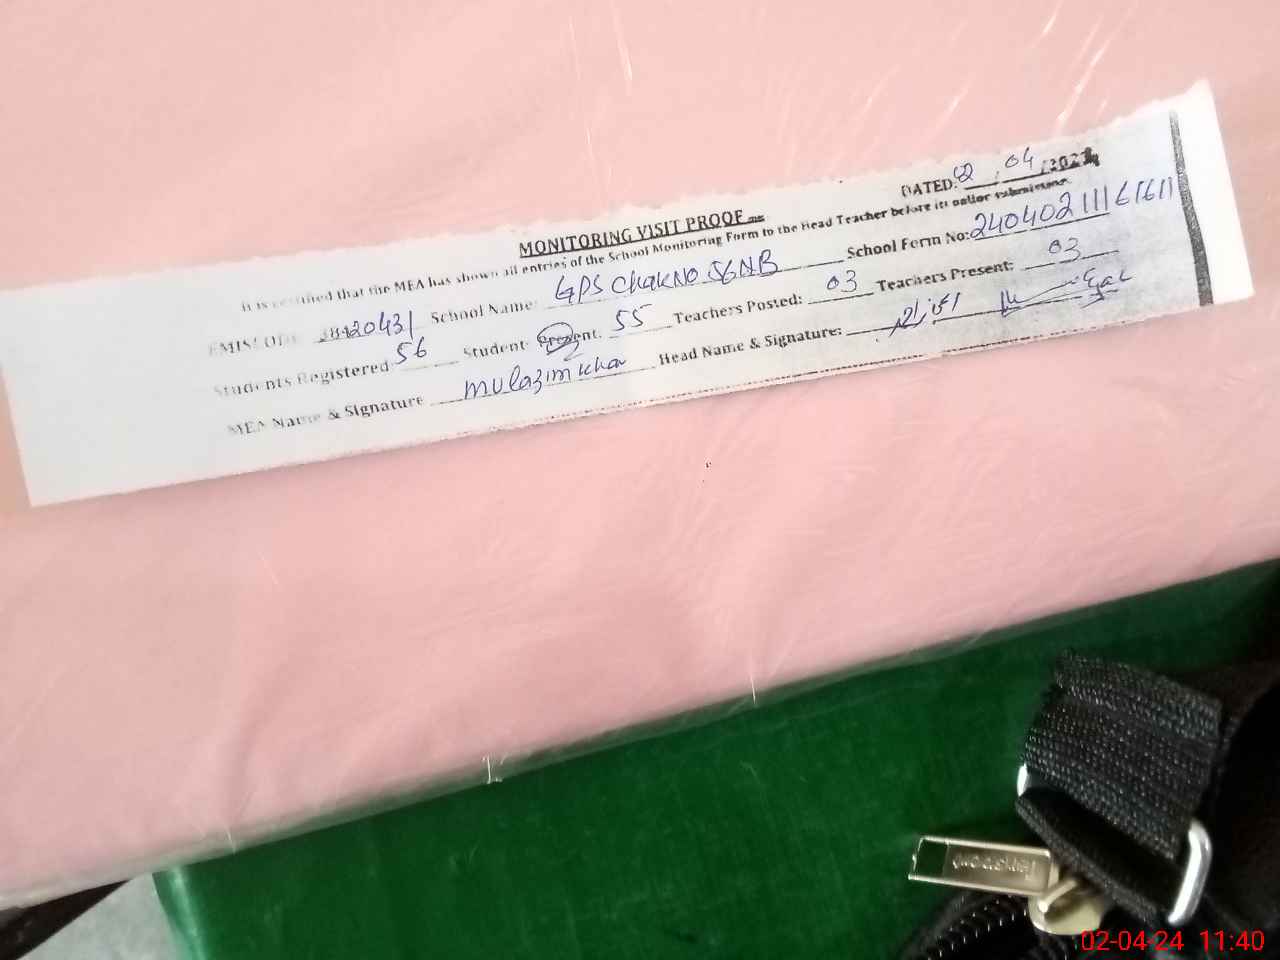 MONITORING VISIT PROOF
DATED: 02, 04 /2024
It is certified that the MEA has shown all entries of the School Monitoring Form to the Head Teacher before its online submission.
EMIS CODE 38420431 School Name: GPS Chak No 56NB School Form No: 24040211161611
Students Registered 56 Student Present: 55 Teachers Posted: 03 Teachers Present: 03
MEA Name & Signature Mulazim khan Head Name & Signature:
02-04-24 11:40